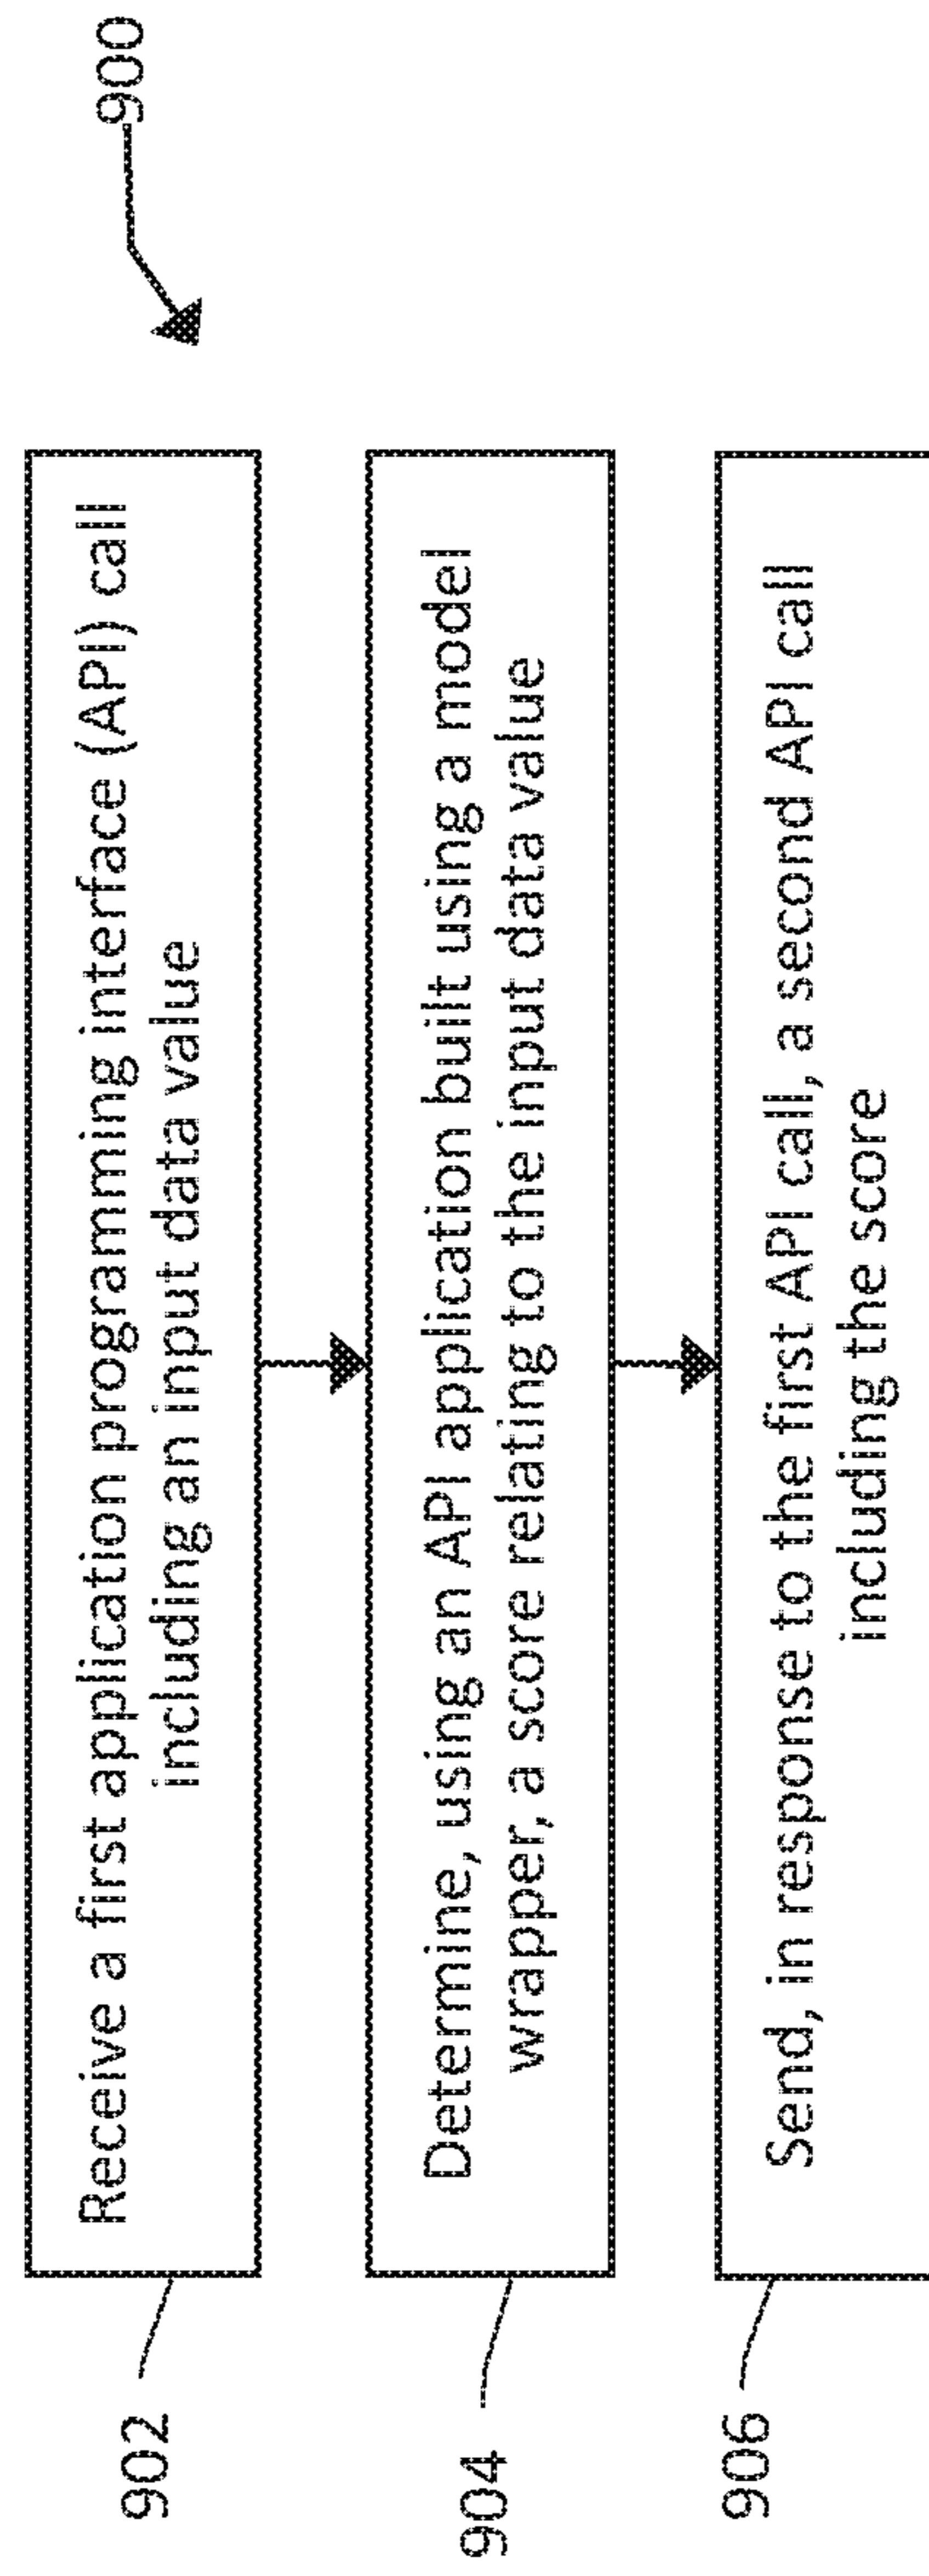 900
902
Receive a first application programming interface (API) call
including an input data value
904
Determine, using an API application built using a model
wrapper, a score relating to the input data value
906
Send, in response to the first API call, a second API call
including the score